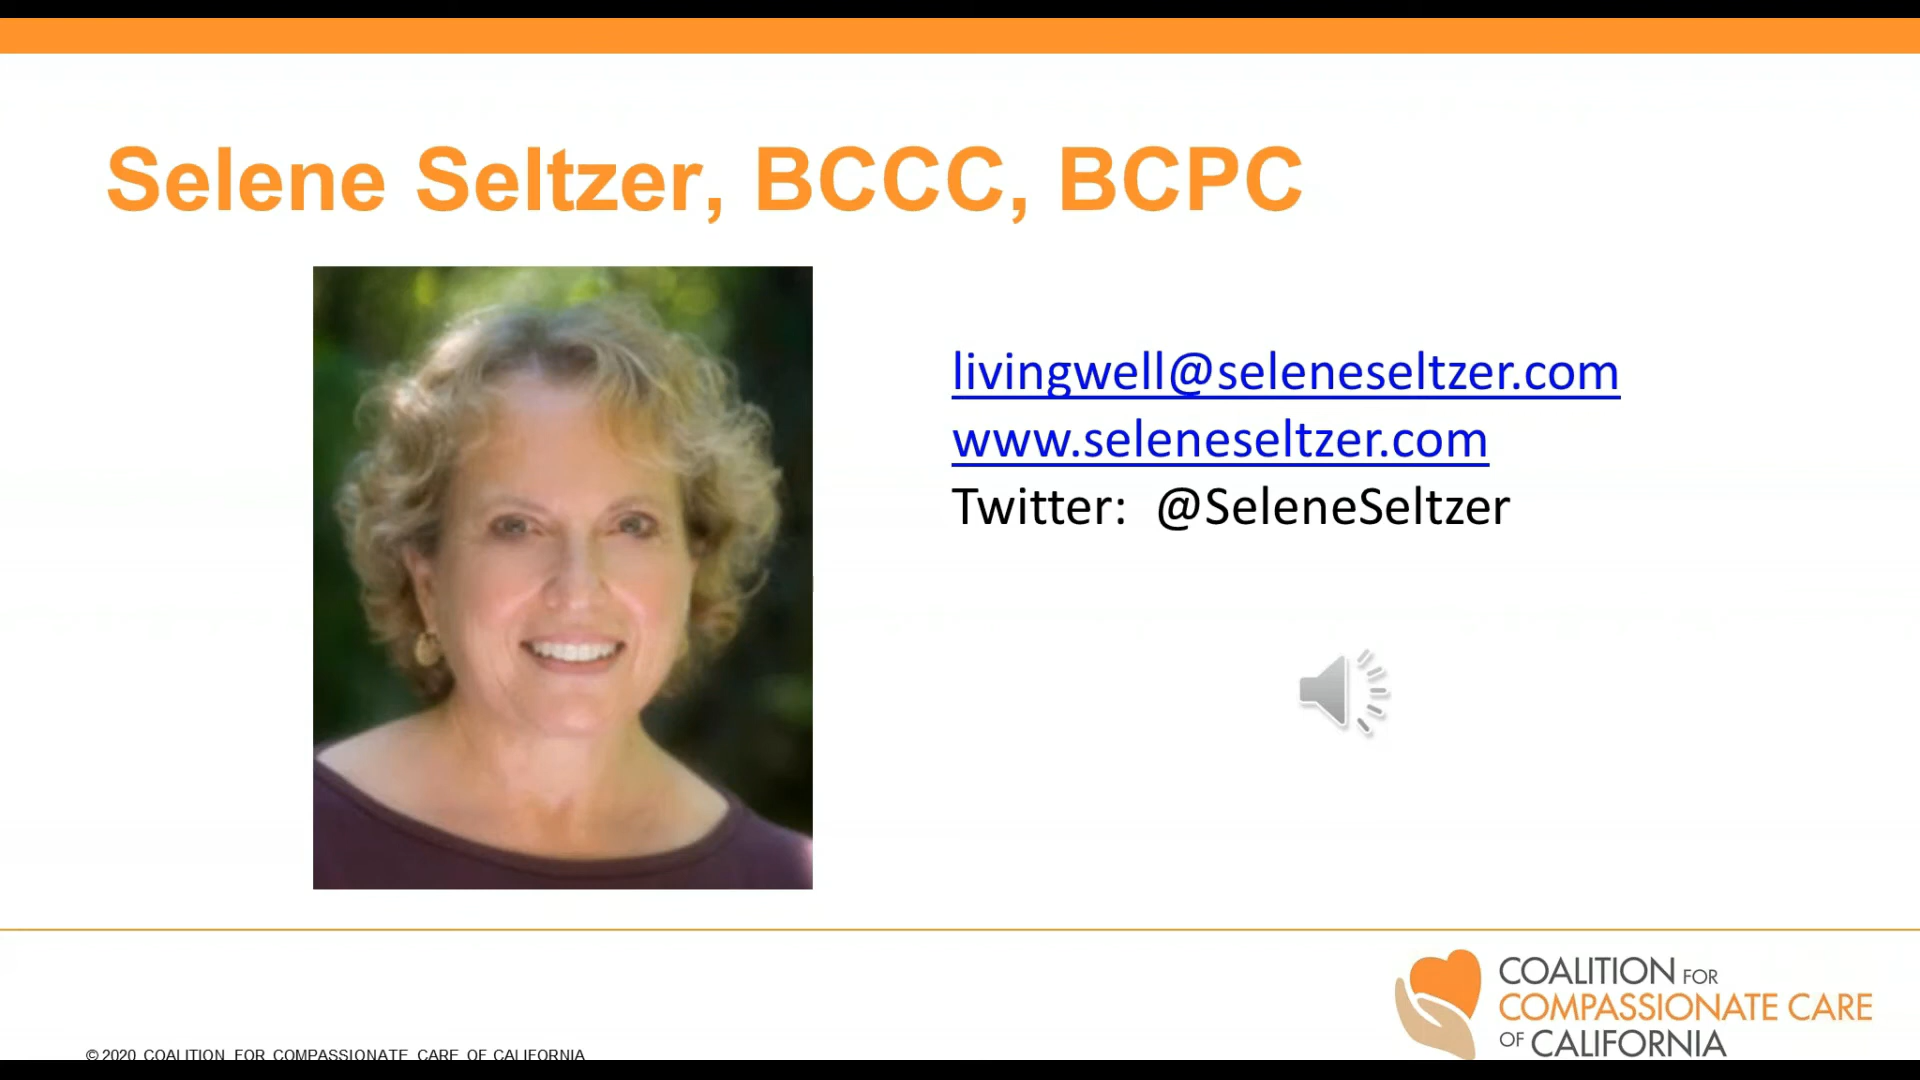 Selene Seltzer, BCCC, BCPC
livingwell@seleneseltzer.com
www.seleneseltzer.com
Twitter: @SeleneSeltzer
COALITION FOR
COMPASSIONATE CARE
OF CALIFORNIA
© 2020 COALITION FOR COMPASSIONATE CARE OF CALIFORNIA